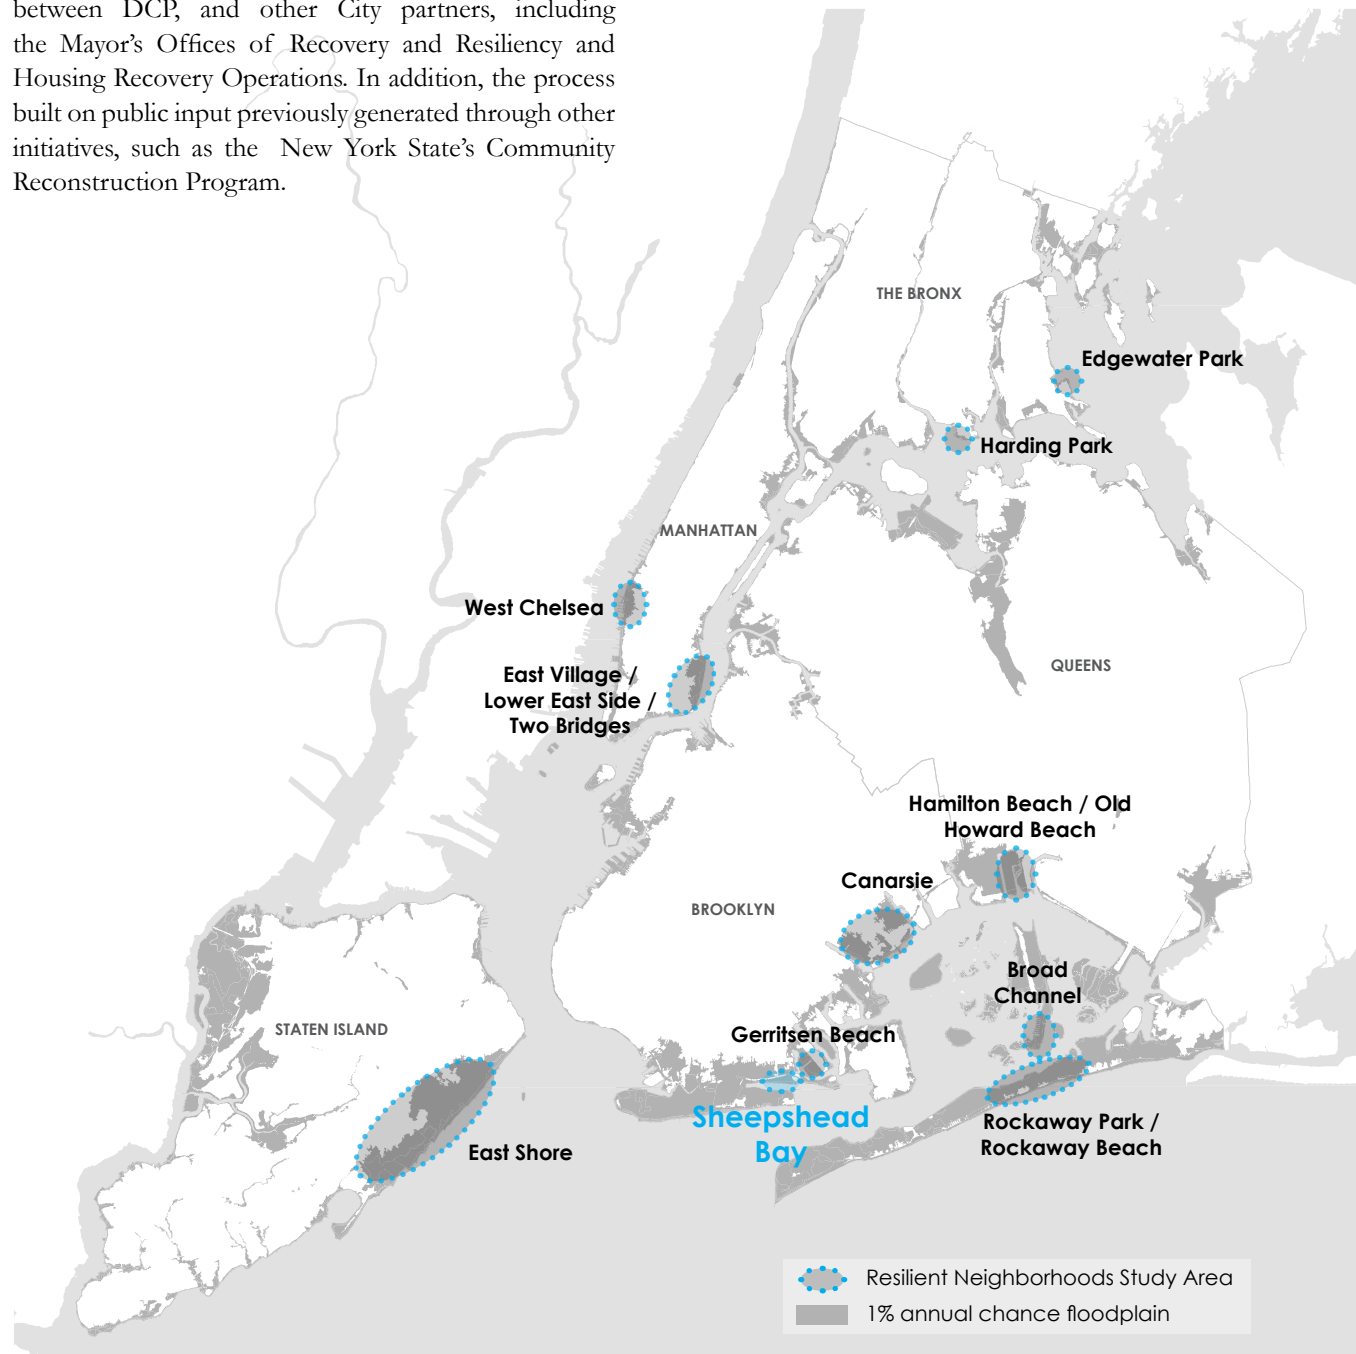 between DCP, and other City partners, including
the Mayor’s Offices of Recovery and Resiliency and
Housing Recovery Operations. In addition, the process
built on public input previously generated through other
initiatives, such as the New York State’s Community
Reconstruction Program.
THE BRONX
Edgewater Park
Harding Park
MANHATTAN
West Chelsea
East Village /
Lower East Side /
Two Bridges
QUEENS
Hamilton Beach / Old
Howard Beach
Canarsie
BROOKLYN
Broad
Channel
STATEN ISLAND
Gerritsen Beach
Sheepshead
Bay
Rockaway Park /
Rockaway Beach
East Shore
Resilient Neighborhoods Study Area
1% annual chance floodplain